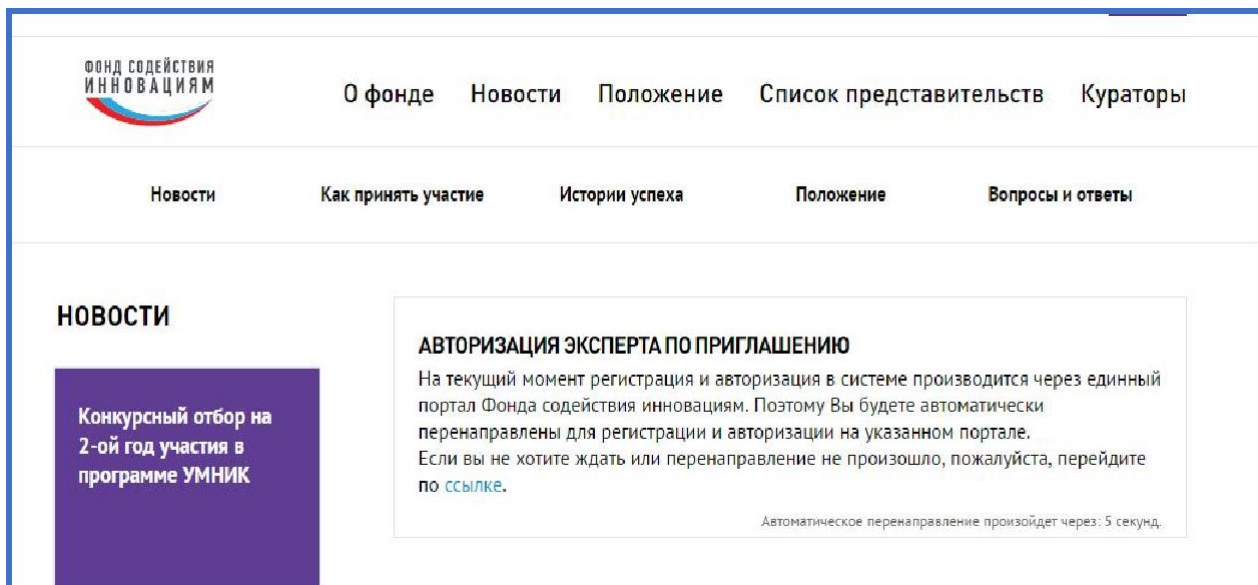 ФОНД СОДЕЙСТВИЯ
ИННОВАЦИЯМ
О фонде Новости Положение Список представительств Кураторы
Новости Как принять участие Истории успеха Положение Вопросы и ответы
НОВОСТИ
Конкурсный отбор на
2-ой год участия в
программе УМНИК
АВТОРИЗАЦИЯ ЭКСПЕРТА ПО ПРИГЛАШЕНИЮ
На текущий момент регистрация и авторизация в системе производится через единный
портал Фонда содействия инновациям. Поэтому Вы будете автоматически
перенаправлены для регистрации и авторизации на указанном портале.
Если вы не хотите ждать или перенаправление не произошло, пожалуйста, перейдите
по ссылке.
Автоматическое перенаправление произойдет через: 5 секунд.